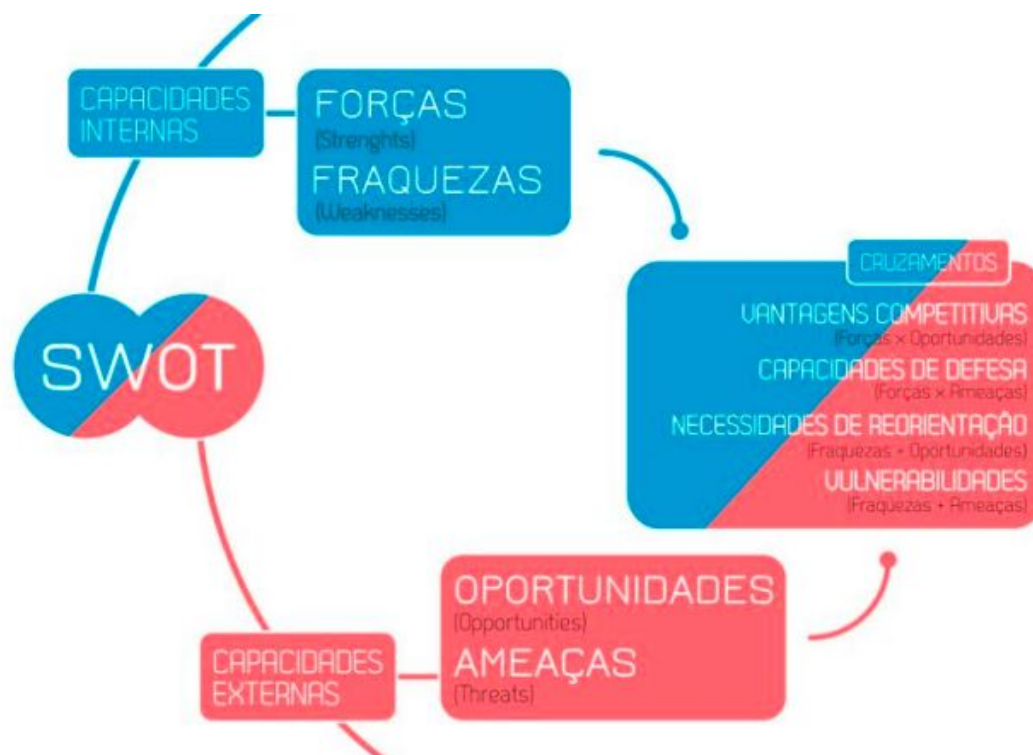 CAPACIDADES
INTERNAS
FORÇAS
(Strenghts)
FRAQUEZAS
(Weaknesses)
SWOT
CRUZAMENTOS
VANTAGENS COMPETITIVAS
(Forças × Oportunidades)
CAPACIDADES DE DEFESA
(Forças × Ameaças)
NECESSIDADES DE REORIENTAÇÃO
(Fraquezas + Oportunidades)
VULNERABILIDADES
(Fraquezas + Ameaças)
OPORTUNIDADES
(Opportunities)
AMEAÇAS
(Threats)
CAPACIDADES
EXTERNAS